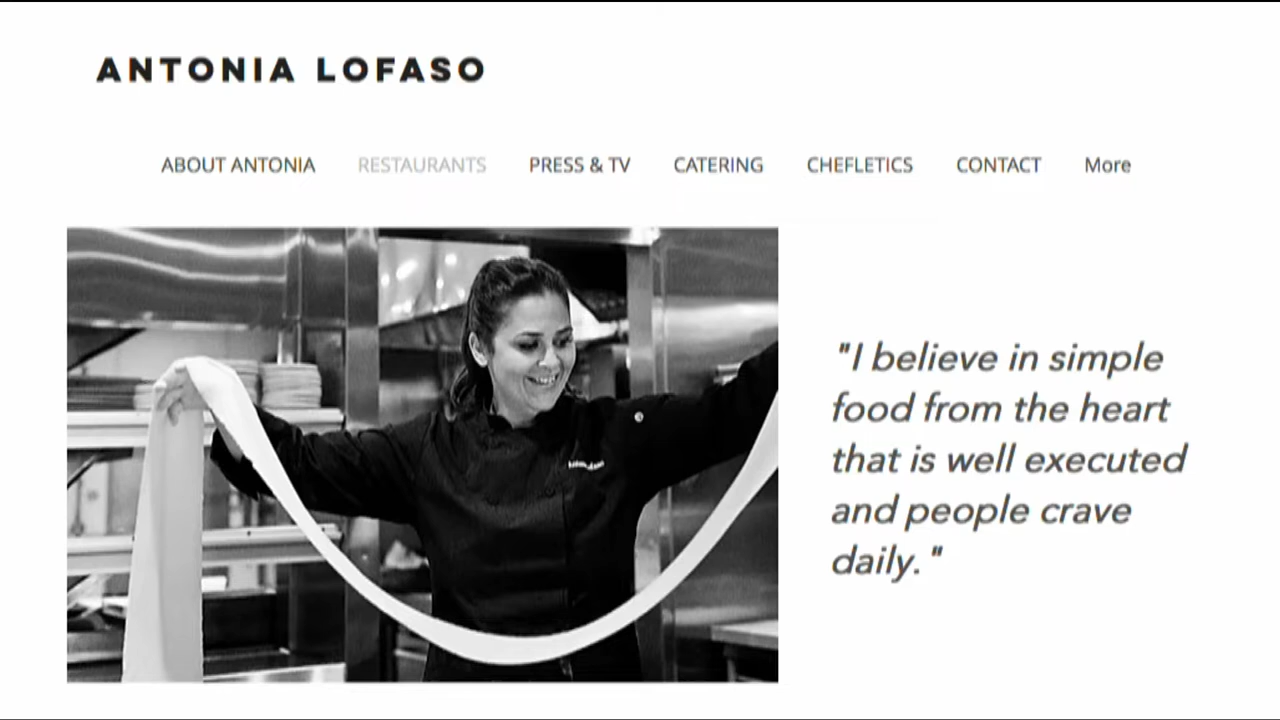 ANTONIA LOFASO
ABOUT ANTONIA RESTAURANTS PRESS & TV CATERING CHEFLETICS CONTACT More
"I believe in simple
food from the heart
that is well executed
and people crave
daily. "